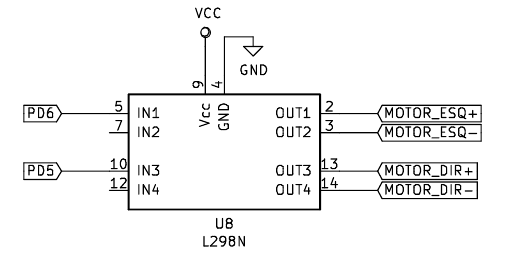 VCC
GND
9 4
Vcc GND
PD6 5 IN1 OUT1 2 MOTOR_ESQ+
7 IN2 OUT2 3 MOTOR_ESQ-
PD5 10 IN3 OUT3 13 MOTOR_DIR+
12 IN4 OUT4 14 MOTOR_DIR-
U8
L298N